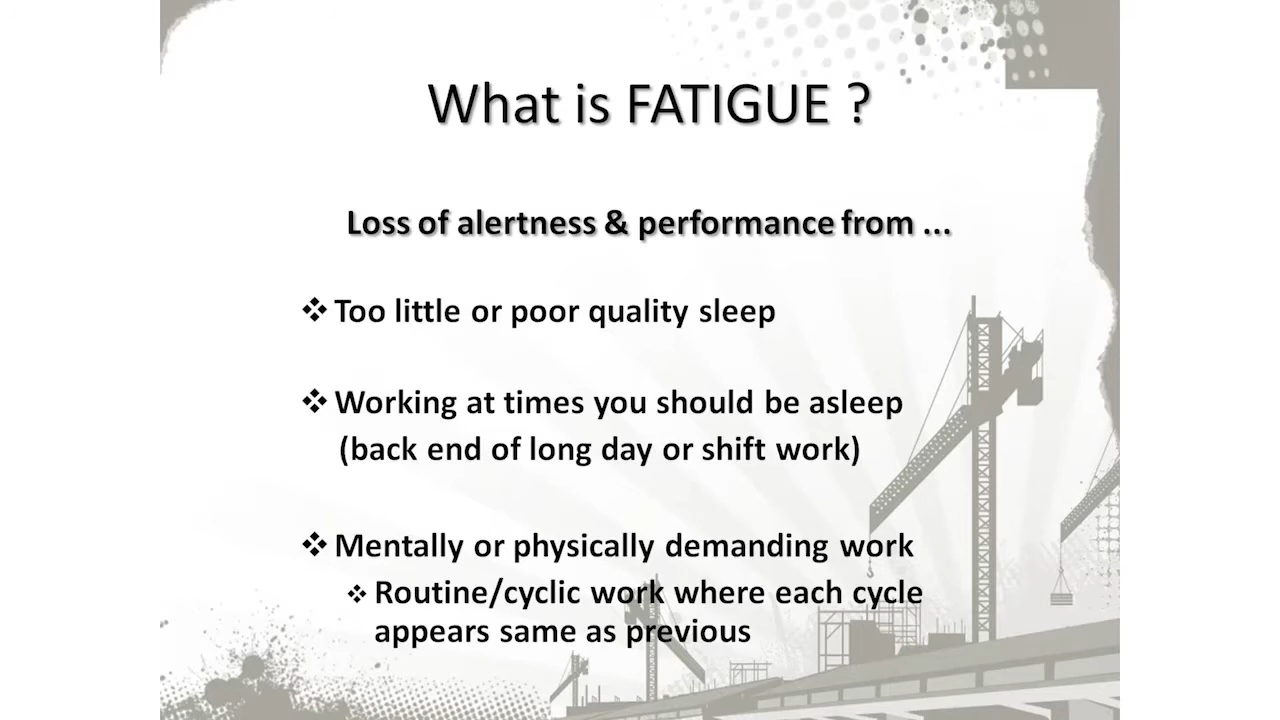 What is FATIGUE ?
Loss of alertness & performance from ...
❖ Too little or poor quality sleep
❖ Working at times you should be asleep
(back end of long day or shift work)
❖ Mentally or physically demanding work
❖ Routine/cyclic work where each cycle
appears same as previous